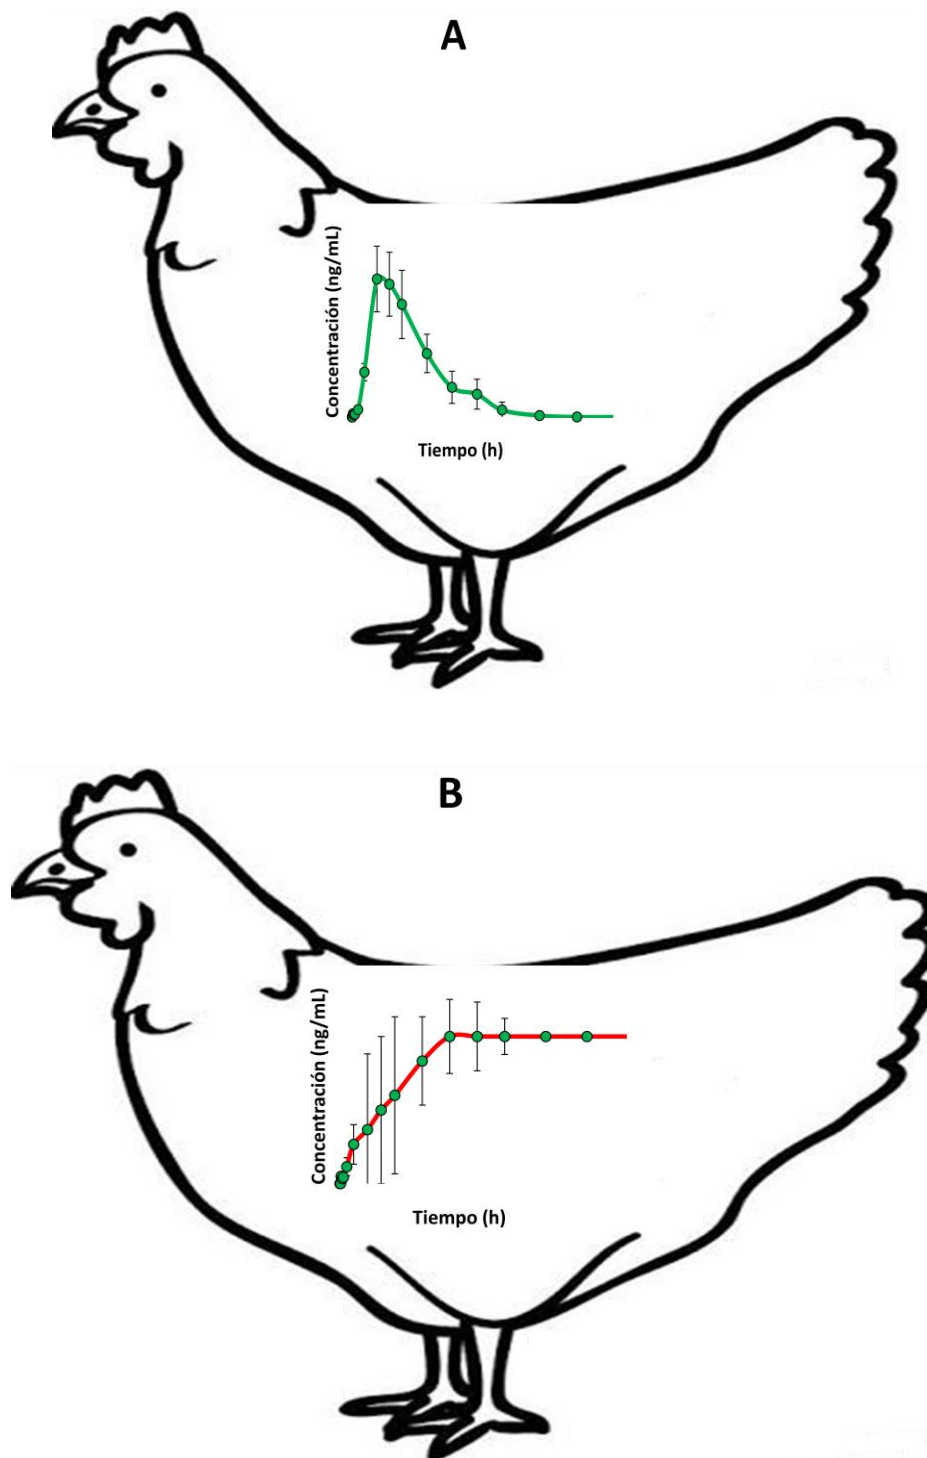 A
Concentración (ng/mL)
Tiempo (h)
B
Concentración (ng/mL)
Tiempo (h)